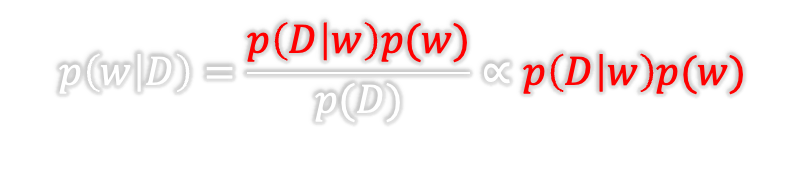 p(w|D) = p(D|w)p(w) / p(D) ∝ p(D|w)p(w)